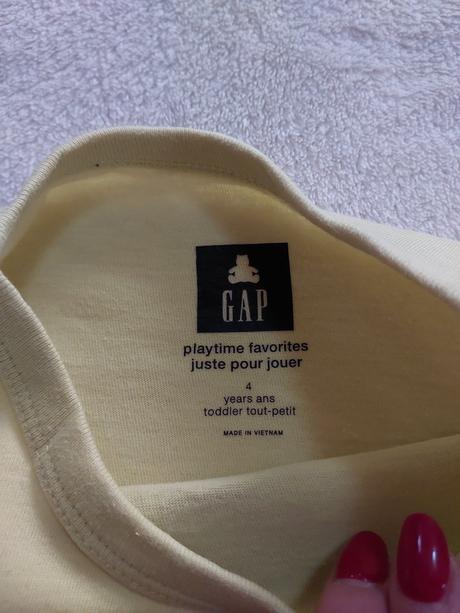 GAP
playtime favorites
juste pour jouer
4
years ans
toddler tout-petit
MADE IN VIETNAM